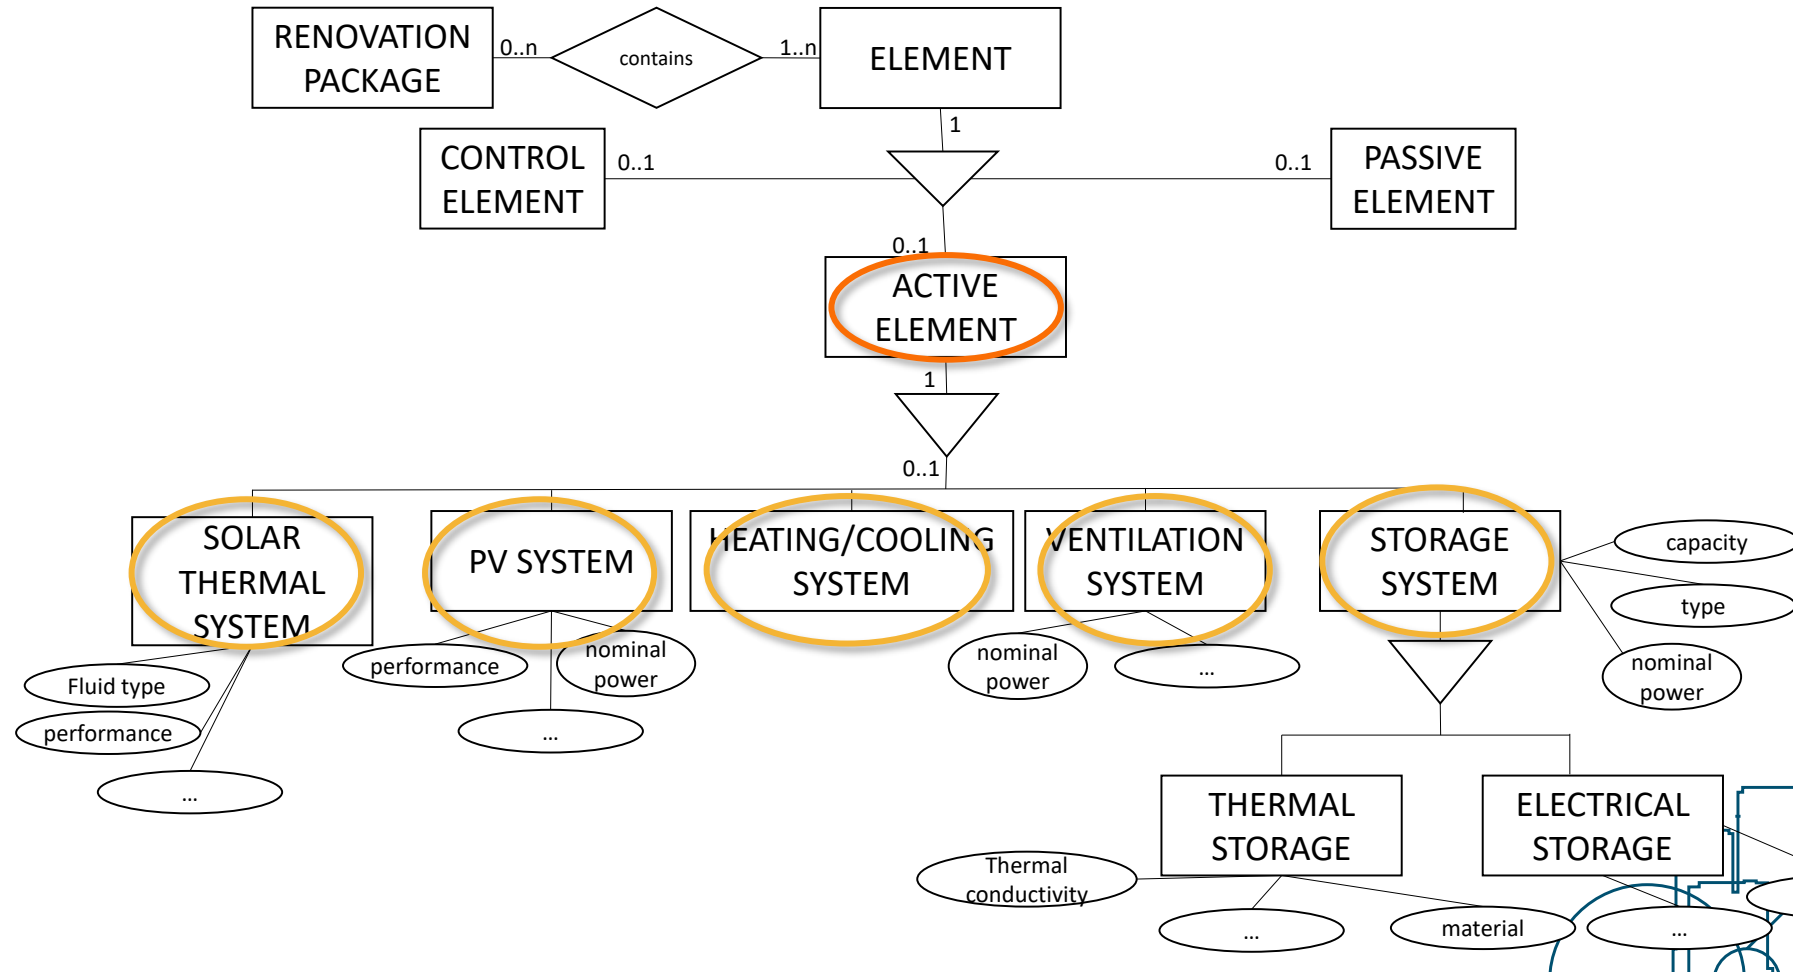 RENOVATION
PACKAGE
0..n
contains
1..n
ELEMENT
1
CONTROL
ELEMENT
0..1
0..1
PASSIVE
ELEMENT
0..1
ACTIVE
ELEMENT
1
0..1
SOLAR
THERMAL
SYSTEM
PV SYSTEM
HEATING/COOLING
SYSTEM
VENTILATION
SYSTEM
STORAGE
SYSTEM
capacity
type
nominal
power
Fluid type
performance
...
performance
nominal
power
...
nominal
power
...
THERMAL
STORAGE
ELECTRICAL
STORAGE
Thermal
conductivity
...
material
...